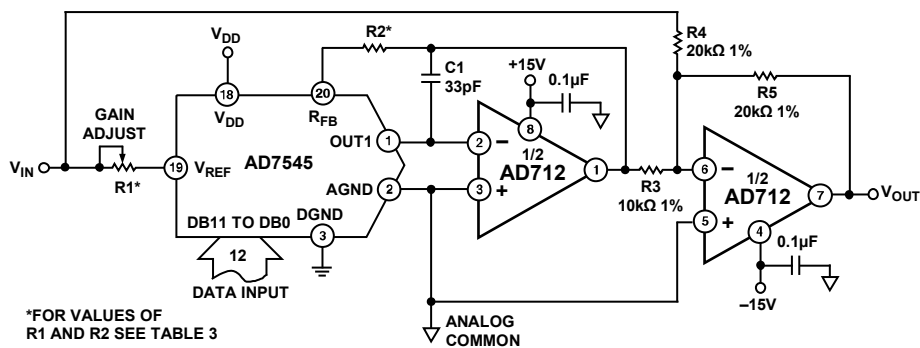 R4
20kΩ 1%
R2*
VDD
C1
33pF
+15V
0.1µF
R5
20kΩ 1%
18
20
VDD
RFB
8
GAIN
ADJUST
OUT1
1
2
–
1/2
AD712
1
VIN
19
VREF
AD7545
R1*
AGND
2
3
+
R3
10kΩ 1%
6
–
1/2
AD712
7
VOUT
5
+
4
DB11 TO DB0
DGND
3
12
DATA INPUT
0.1µF
–15V
ANALOG
COMMON
*FOR VALUES OF
R1 AND R2 SEE TABLE 3